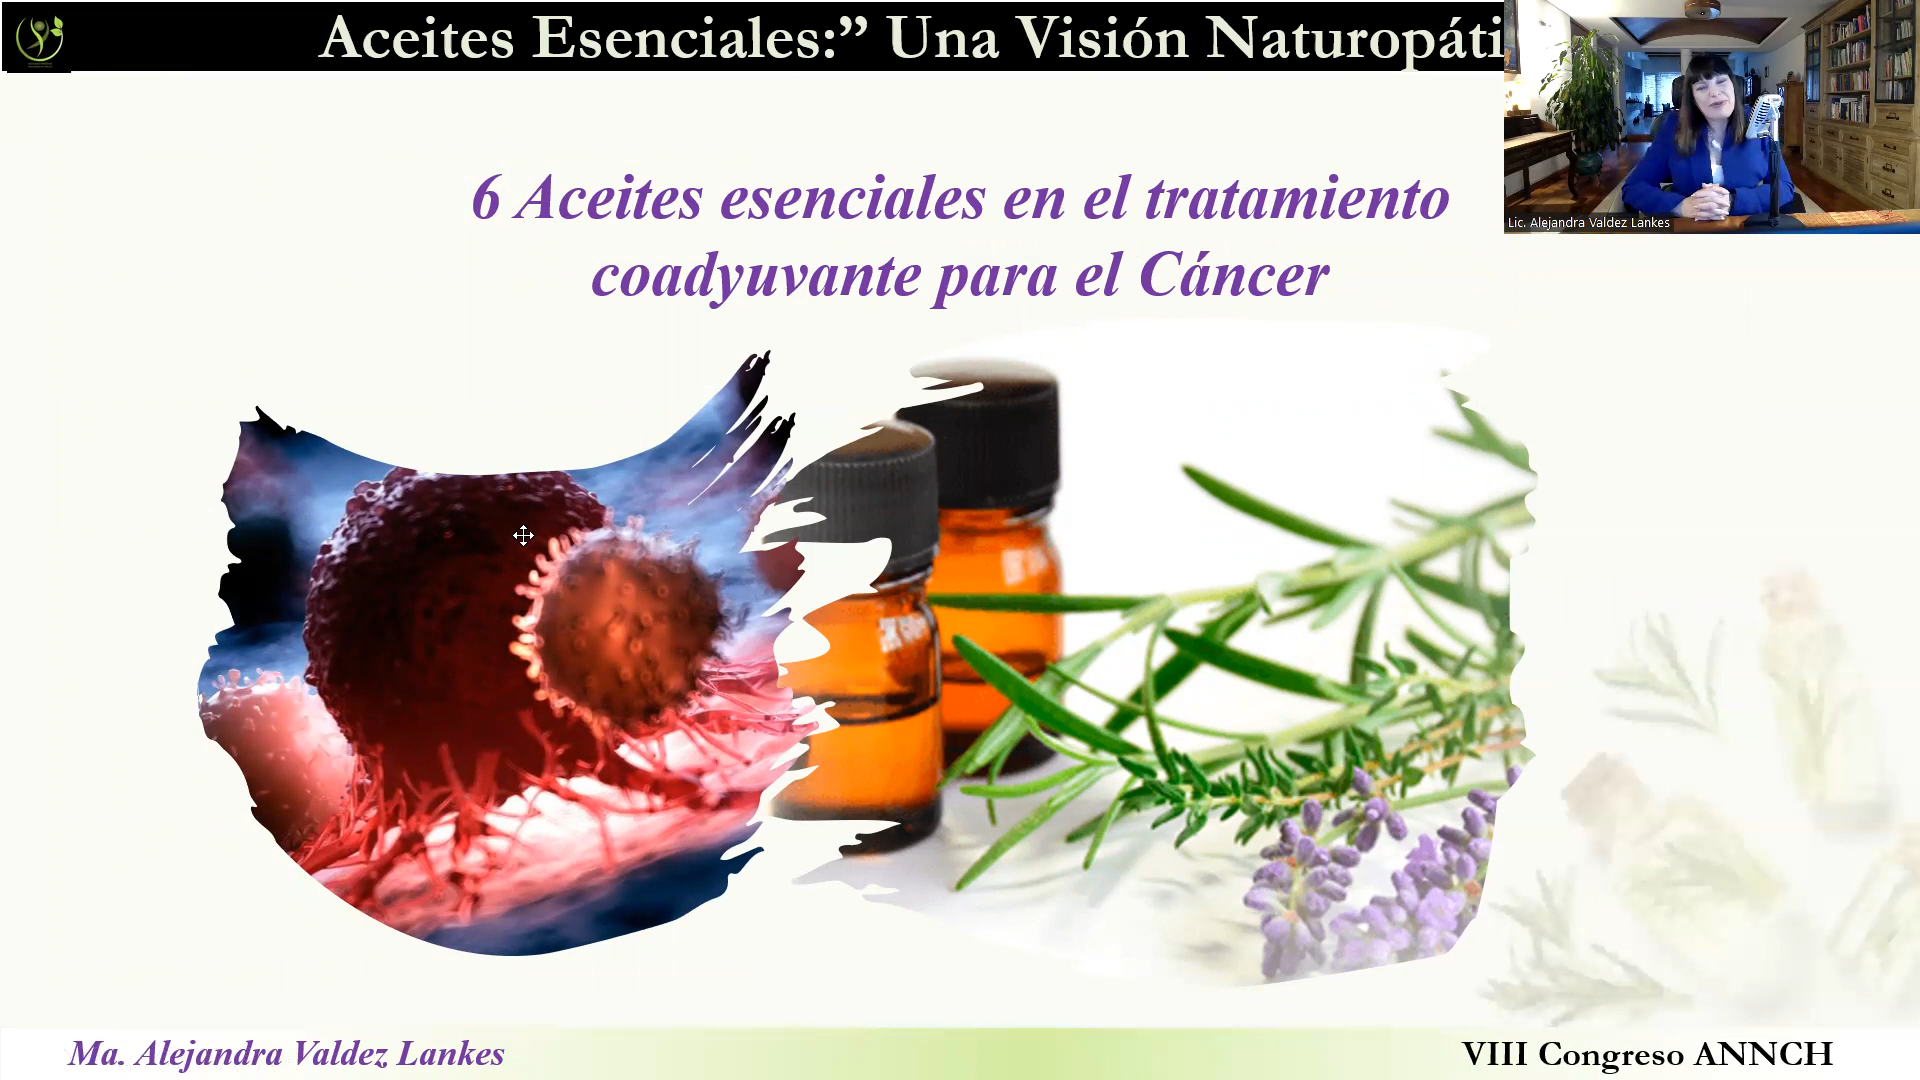 Aceites Esenciales:” Una Visión Naturopáti
Lic. Alejandra Valdez Lankes
6 Aceites esenciales en el tratamiento
coadyuvante para el Cáncer
Ma. Alejandra Valdez Lankes
VIII Congreso ANNCH